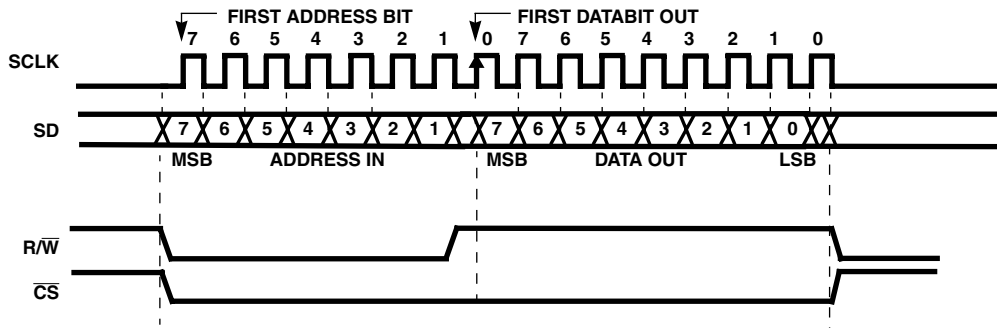 FIRST ADDRESS BIT FIRST DATABIT OUT
7 6 5 4 3 2 1 0 7 6 5 4 3 2 1 0
SCLK
SD 7 6 5 4 3 2 1 7 6 5 4 3 2 1 0
MSB ADDRESS IN MSB DATA OUT LSB
R/W̅
C̅S̅